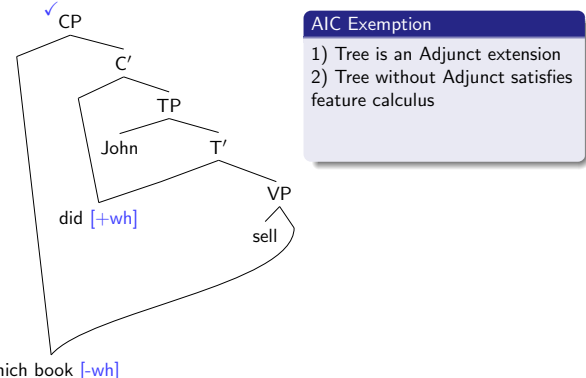 ✓
CP
C′
TP
John
T′
VP
did [+wh]
sell
hich book [-wh]
AIC Exemption
1) Tree is an Adjunct extension
2) Tree without Adjunct satisfies
feature calculus